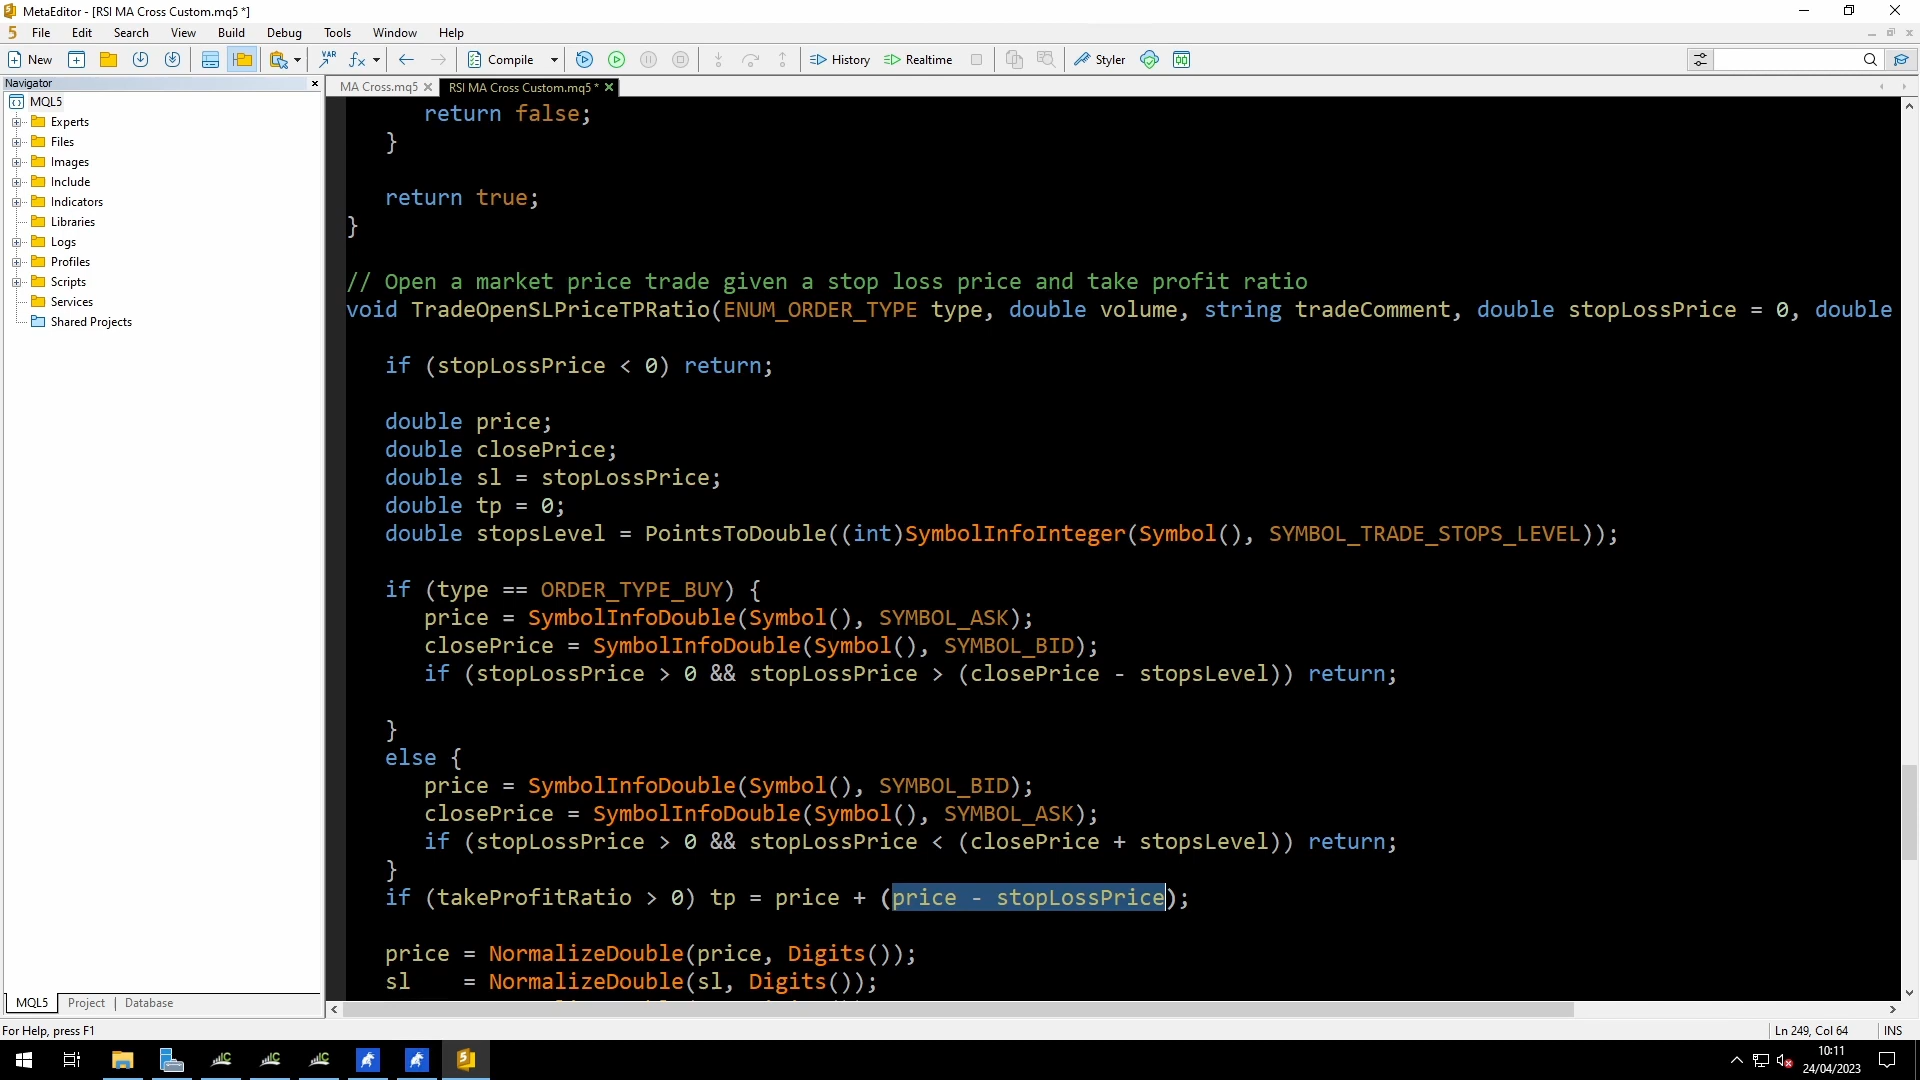 MetaEditor - [RSI MA Cross Custom.mq5 *]
5 File Edit Search View Build Debug Tools Window Help
New VAR fx Compile History Realtime Styler
Navigator
MA Cross.mq5 RSI MA Cross Custom.mq5 *
MQL5
Experts
Files
Images
Include
Indicators
Libraries
Logs
Profiles
Scripts
Services
Shared Projects
return false;
}
return true;
}
// Open a market price trade given a stop loss price and take profit ratio
void TradeOpenSLPriceTPRatio(ENUM_ORDER_TYPE type, double volume, string tradeComment, double stopLossPrice = 0, double
if (stopLossPrice < 0) return;
double price;
double closePrice;
double sl = stopLossPrice;
double tp = 0;
double stopsLevel = PointsToDouble((int)SymbolInfoInteger(Symbol(), SYMBOL_TRADE_STOPS_LEVEL));
if (type == ORDER_TYPE_BUY) {
price = SymbolInfoDouble(Symbol(), SYMBOL_ASK);
closePrice = SymbolInfoDouble(Symbol(), SYMBOL_BID);
if (stopLossPrice > 0 && stopLossPrice > (closePrice - stopsLevel)) return;
}
else {
price = SymbolInfoDouble(Symbol(), SYMBOL_BID);
closePrice = SymbolInfoDouble(Symbol(), SYMBOL_ASK);
if (stopLossPrice > 0 && stopLossPrice < (closePrice + stopsLevel)) return;
}
if (takeProfitRatio > 0) tp = price + (price - stopLossPrice);
price = NormalizeDouble(price, Digits());
sl = NormalizeDouble(sl, Digits());
MQL5 Project Database
For Help, press F1
Ln 249, Col 64 INS
10:11
24/04/2023